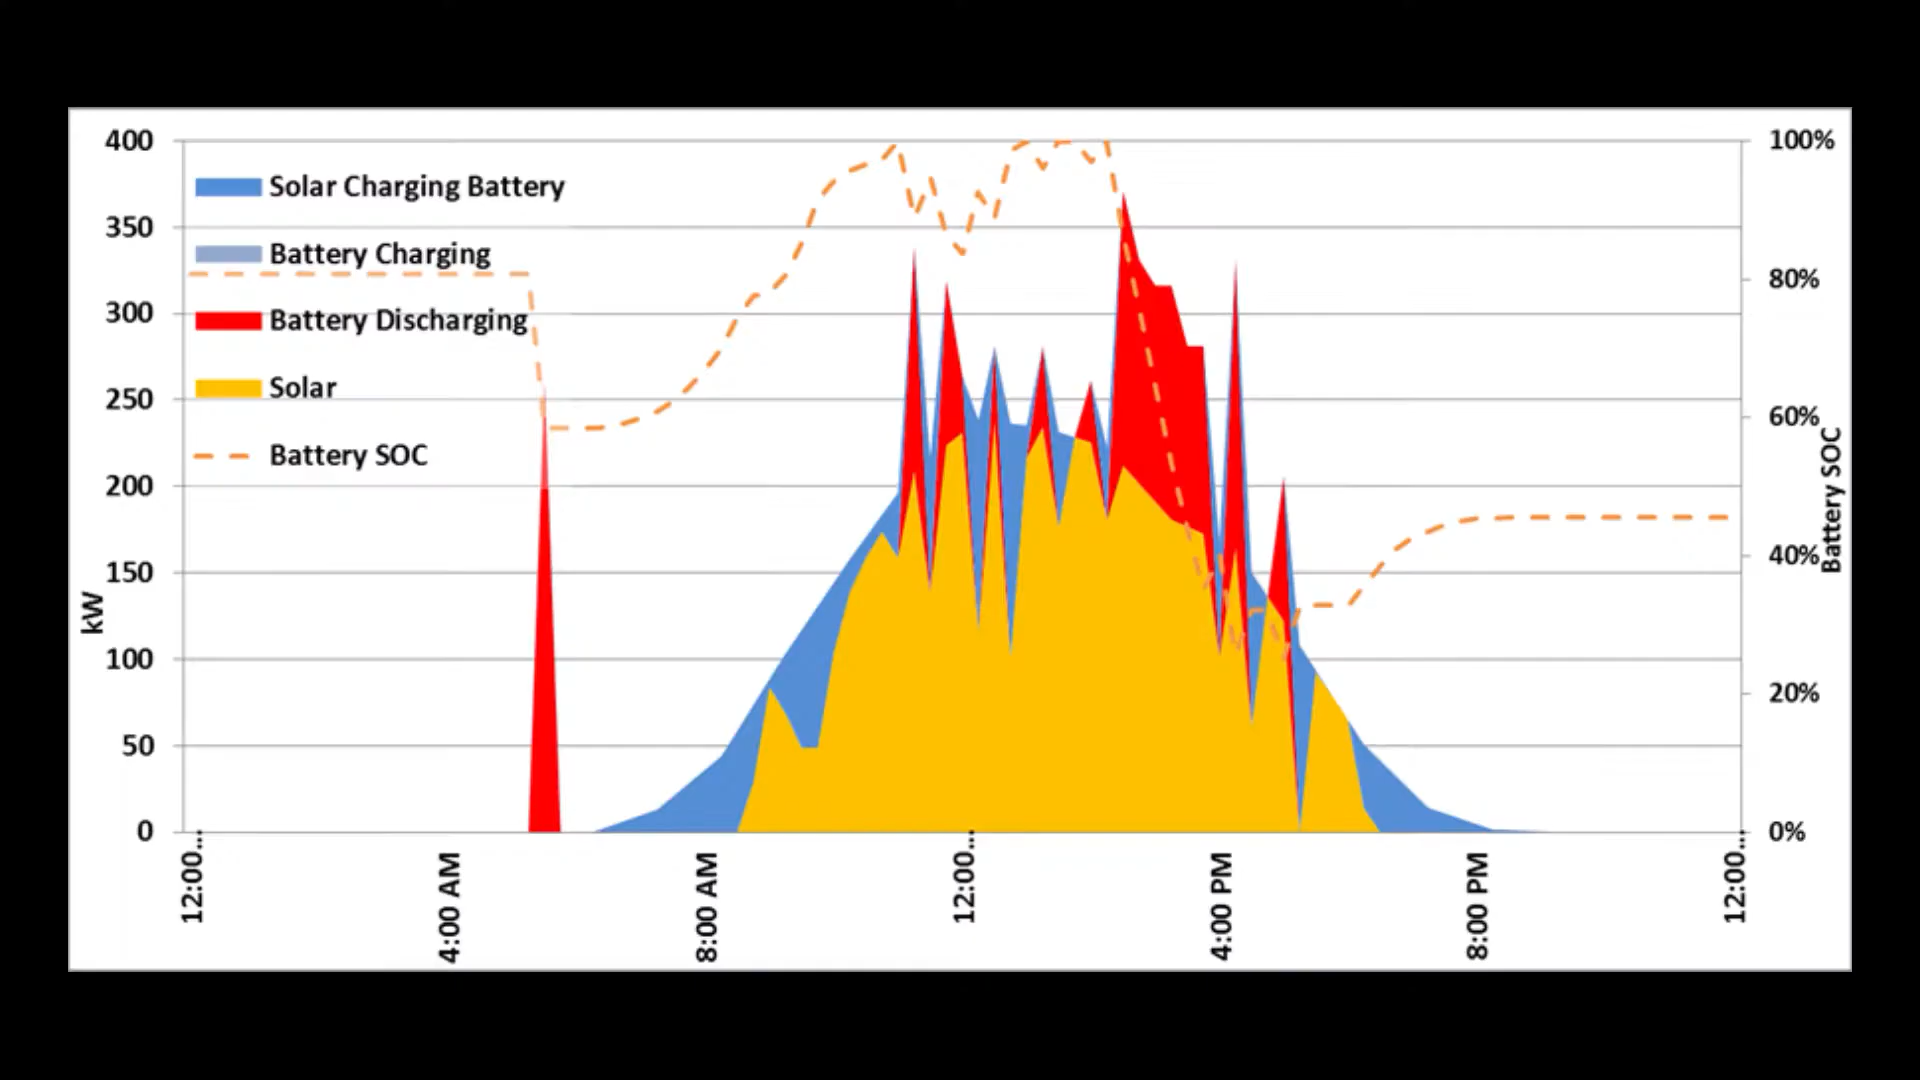 400
350
300
250
200
150
100
50
0
kW
Solar Charging Battery
Battery Charging
Battery Discharging
Solar
Battery SOC
100%
80%
60%
40%
20%
0%
Battery SOC
12:00...
4:00 AM
8:00 AM
12:00...
4:00 PM
8:00 PM
12:00...